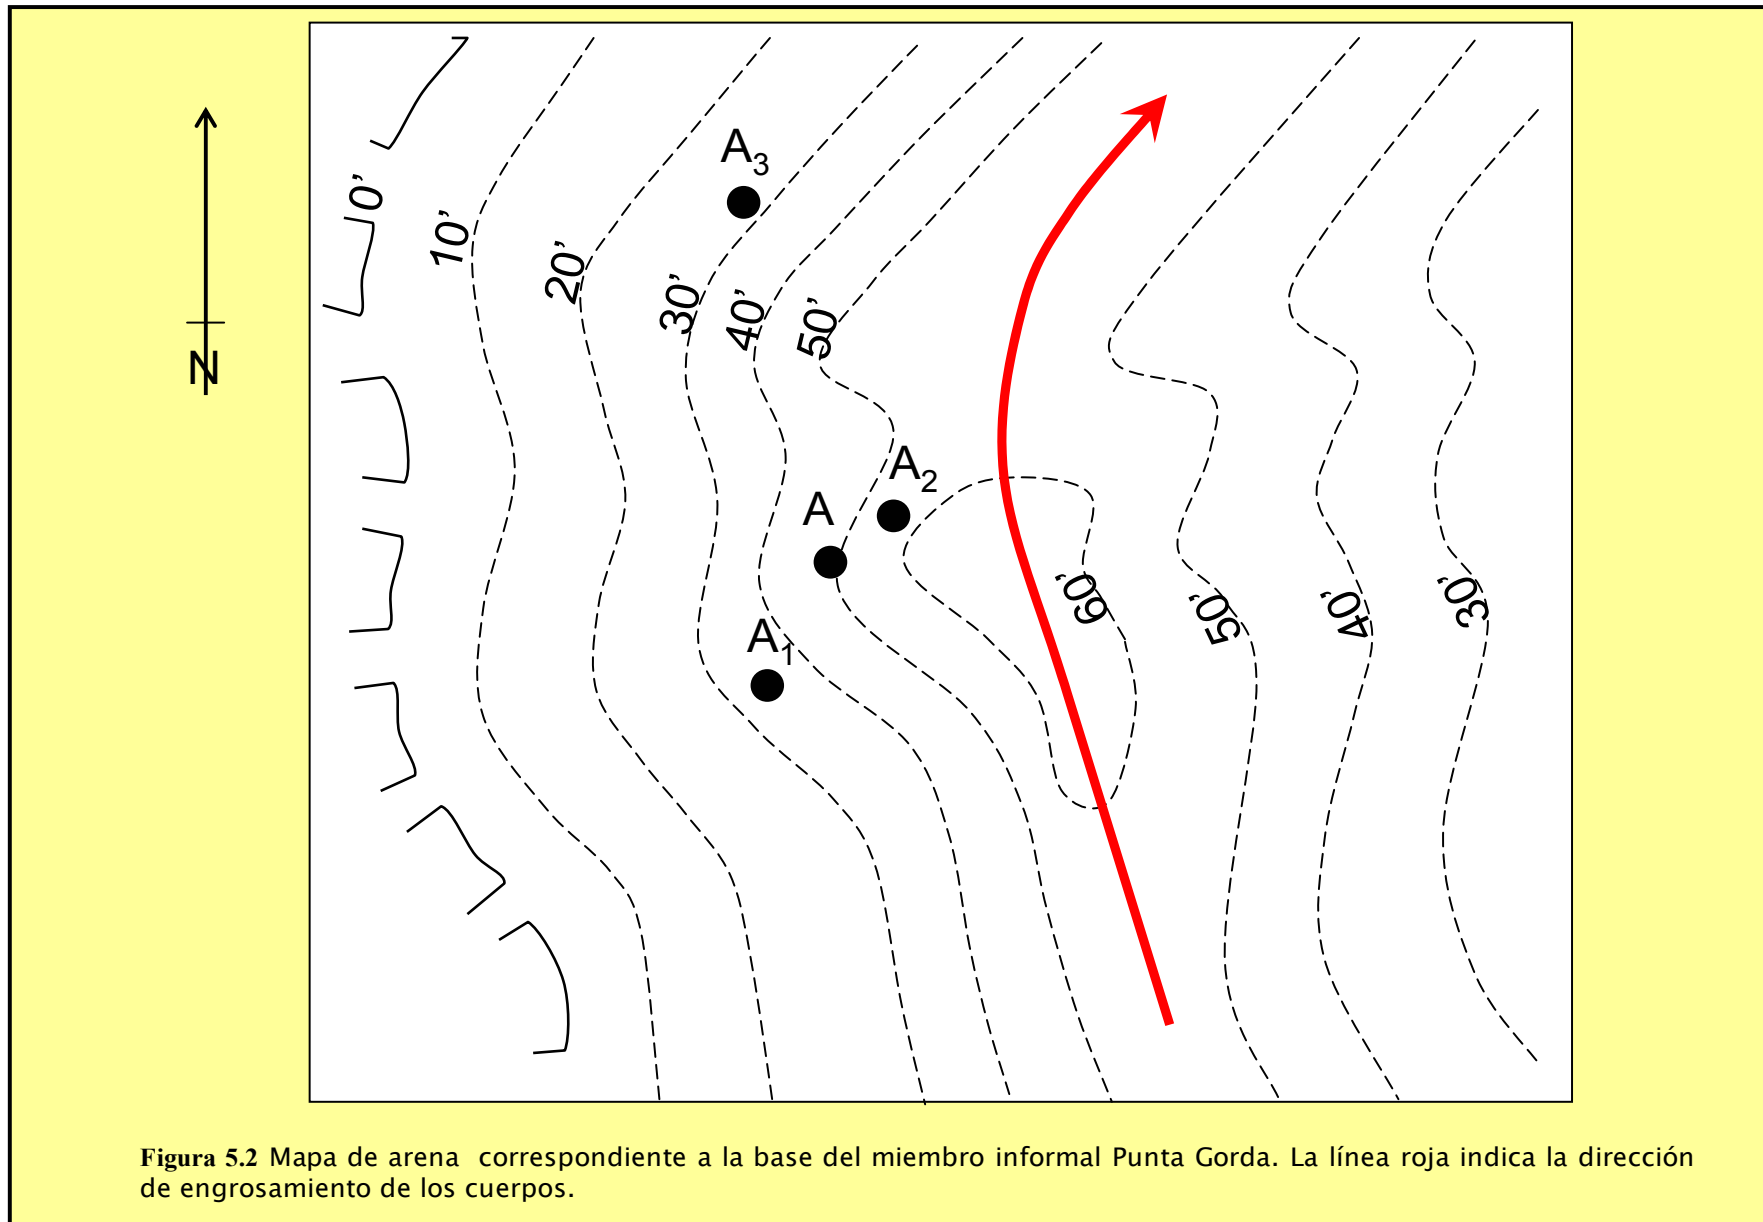 A3
0’
10’
20’
30’
40’
50’
N
A2
A
60’
50’
40’
30’
A1
Figura 5.2 Mapa de arena correspondiente a la base del miembro informal Punta Gorda. La línea roja indica la dirección
de engrosamiento de los cuerpos.